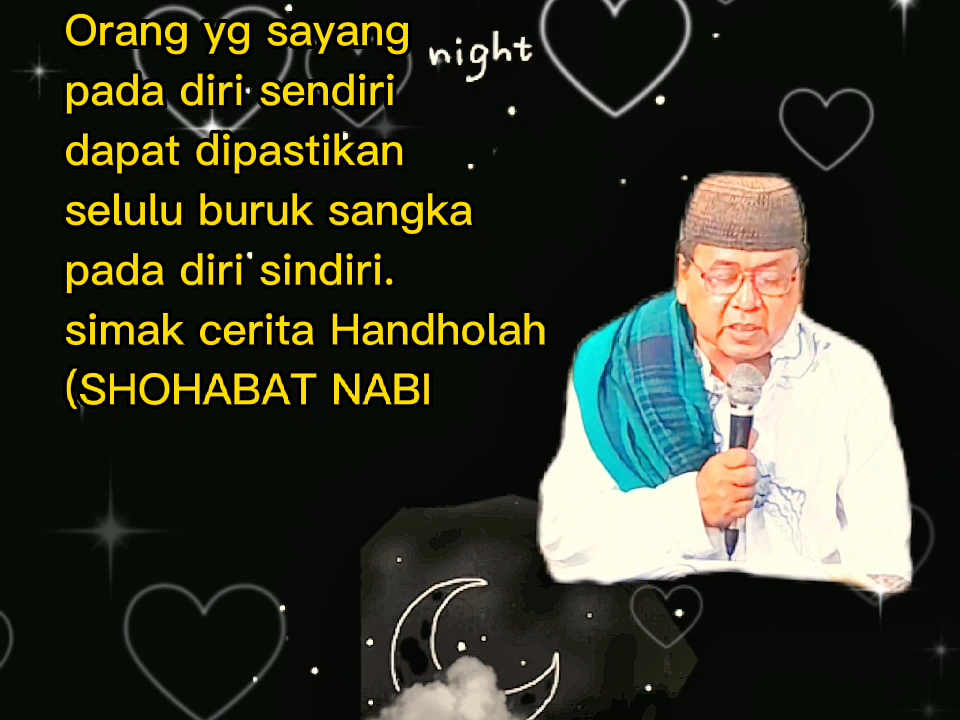 Orang yg sayang
night
pada diri sendiri
dapat dipastikan
selulu buruk sangka
pada diri sindiri.
simak cerita Handholah
(SHOHABAT NABI